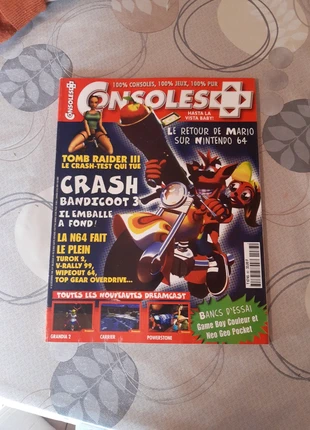 100% CONSOLES, 100% JEUX, 100% PUR
CONSOLES
CONSOLES
HASTA LA
VISTA BABY!
LE RETOUR DE MARIO
SUR NINTENDO 64
TOMB RAIDER III
LE CRASH-TEST QUI TUE
CRASH
BANDICOOT 3
IL EMBALLE
A FOND!
LA N64 FAIT
LE PLEIN
TUROK 2,
V-RALLY 99,
WIPEOUT 64,
TOP GEAR OVERDRIVE...
TOUTES LES NOUVEAUTES DREAMCAST
GRANDIA 2
CARRIER
POWERSTONE
BANCS D'ESSAI
Game Boy Couleur et
Neo Geo Pocket